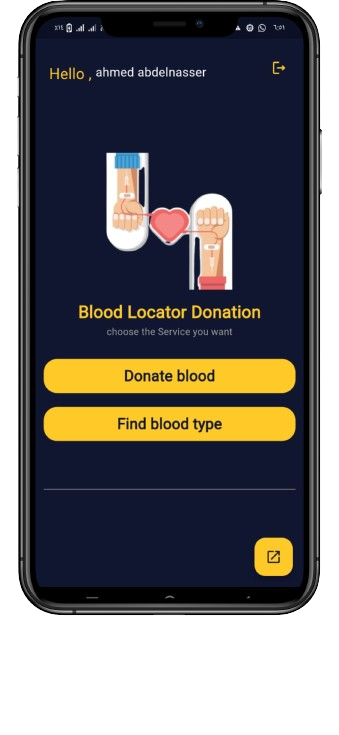 Hello , ahmed abdelnasser
Blood Locator Donation
choose the Service you want
Donate blood
Find blood type